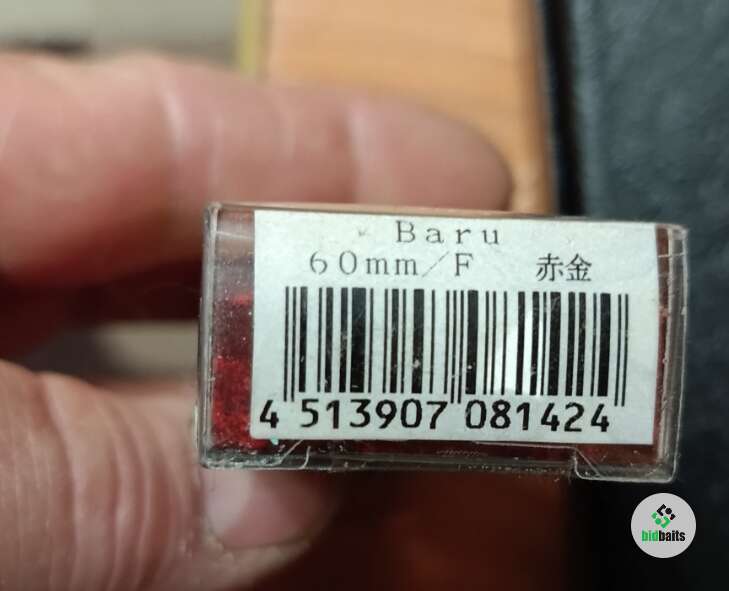 Baru
60mm/F 赤金
4 513907 081424
bidbaits